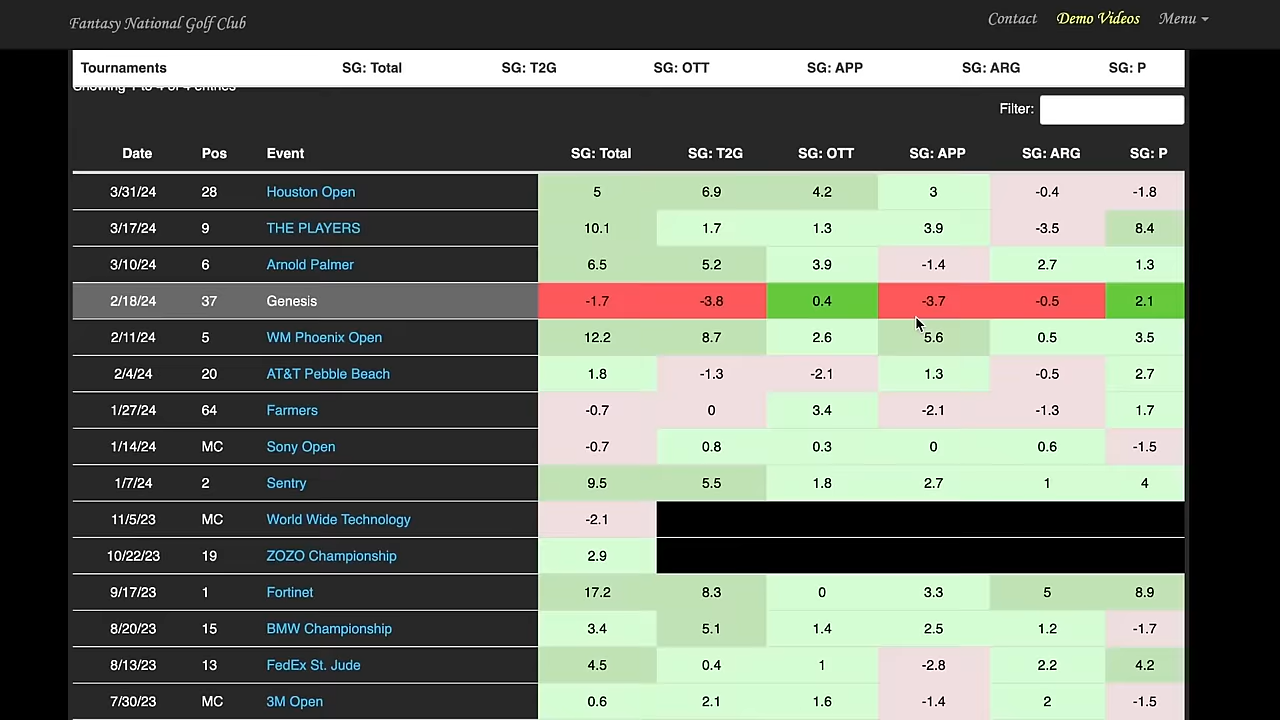 Fantasy National Golf Club Contact Demo Videos Menu
Tournaments SG: Total SG: T2G SG: OTT SG: APP SG: ARG SG: P
Showing 1 to 4 of 4 entries
Filter:
Date Pos Event SG: Total SG: T2G SG: OTT SG: APP SG: ARG SG: P
3/31/24 28 Houston Open 5 6.9 4.2 3 -0.4 -1.8
3/17/24 9 THE PLAYERS 10.1 1.7 1.3 3.9 -3.5 8.4
3/10/24 6 Arnold Palmer 6.5 5.2 3.9 -1.4 2.7 1.3
2/18/24 37 Genesis -1.7 -3.8 0.4 -3.7 -0.5 2.1
2/11/24 5 WM Phoenix Open 12.2 8.7 2.6 5.6 0.5 3.5
2/4/24 20 AT&T Pebble Beach 1.8 -1.3 -2.1 1.3 -0.5 2.7
1/27/24 64 Farmers -0.7 0 3.4 -2.1 -1.3 1.7
1/14/24 MC Sony Open -0.7 0.8 0.3 0 0.6 -1.5
1/7/24 2 Sentry 9.5 5.5 1.8 2.7 1 4
11/5/23 MC World Wide Technology -2.1
10/22/23 19 ZOZO Championship 2.9
9/17/23 1 Fortinet 17.2 8.3 0 3.3 5 8.9
8/20/23 15 BMW Championship 3.4 5.1 1.4 2.5 1.2 -1.7
8/13/23 13 FedEx St. Jude 4.5 0.4 1 -2.8 2.2 4.2
7/30/23 MC 3M Open 0.6 2.1 1.6 -1.4 2 -1.5